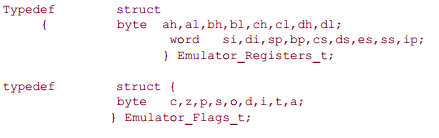 Typedef struct
{ byte ah,al,bh,bl,ch,cl,dh,dl;
word si,di,sp,bp,cs,ds,es,ss,ip;
} Emulator_Registers_t;
typedef struct {
byte c,z,p,s,o,d,i,t,a;
} Emulator_Flags_t;